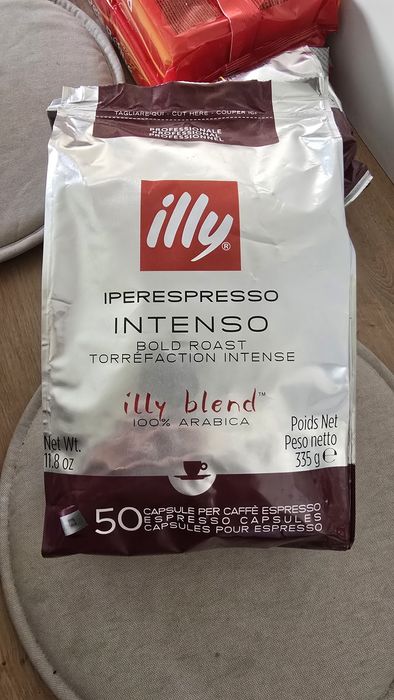 TAGLIARE QUI - CUT HERE - COUPER ICI
PROFESSIONALE
PROFESSIONAL
PROFESSIONNEL
illy®
IPERESPRESSO
INTENSO
BOLD ROAST
TORRÉFACTION INTENSE
illy blend™
100% ARABICA
Net Wt.
11.8 oz
Poids Net
Peso netto
335 g ℮
50 CAPSULE PER CAFFÈ ESPRESSO
ESPRESSO CAPSULES
CAPSULES POUR ESPRESSO